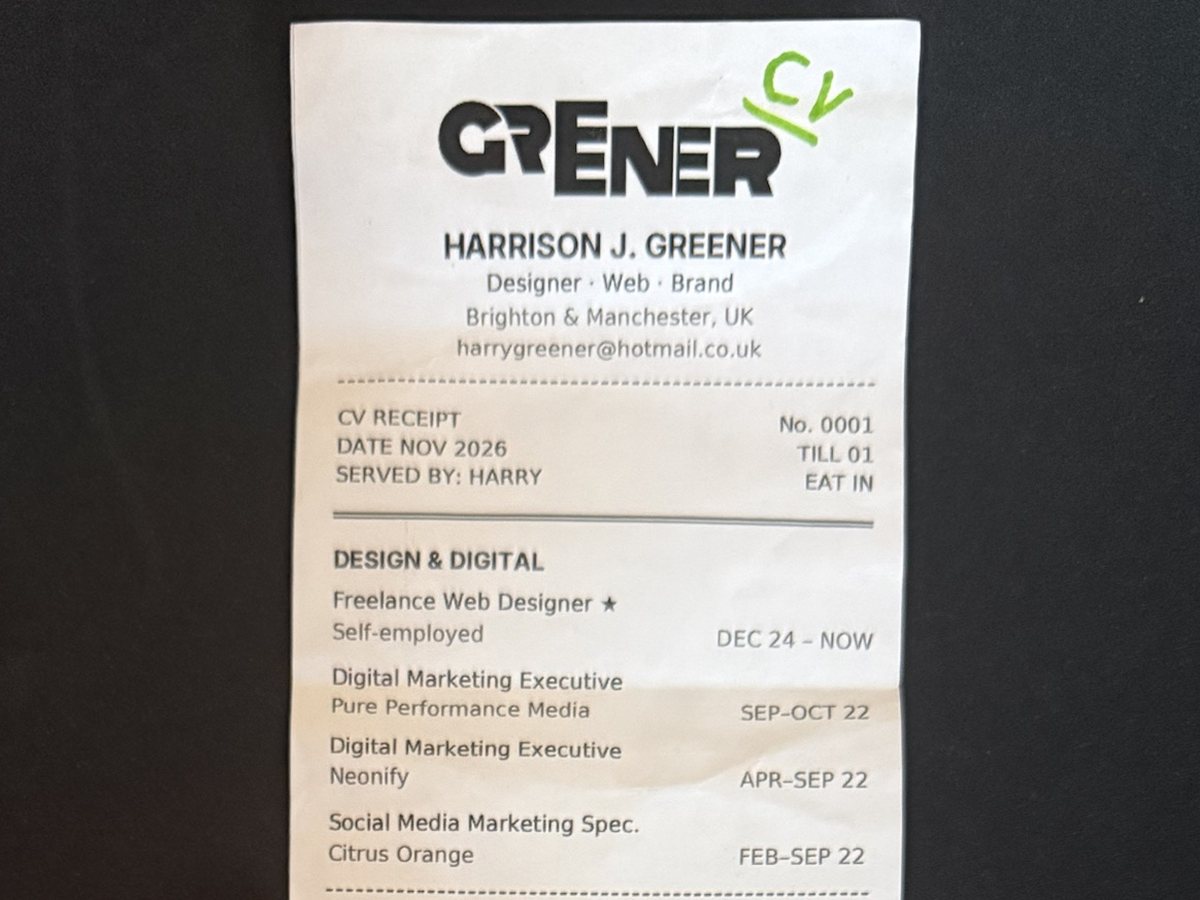 CV
GREENER
HARRISON J. GREENER
Designer · Web · Brand
Brighton & Manchester, UK
harrygreener@hotmail.co.uk
CV RECEIPT No. 0001
DATE NOV 2026 TILL 01
SERVED BY: HARRY EAT IN
DESIGN & DIGITAL
Freelance Web Designer ★
Self-employed DEC 24 – NOW
Digital Marketing Executive
Pure Performance Media SEP–OCT 22
Digital Marketing Executive
Neonify APR–SEP 22
Social Media Marketing Spec.
Citrus Orange FEB–SEP 22